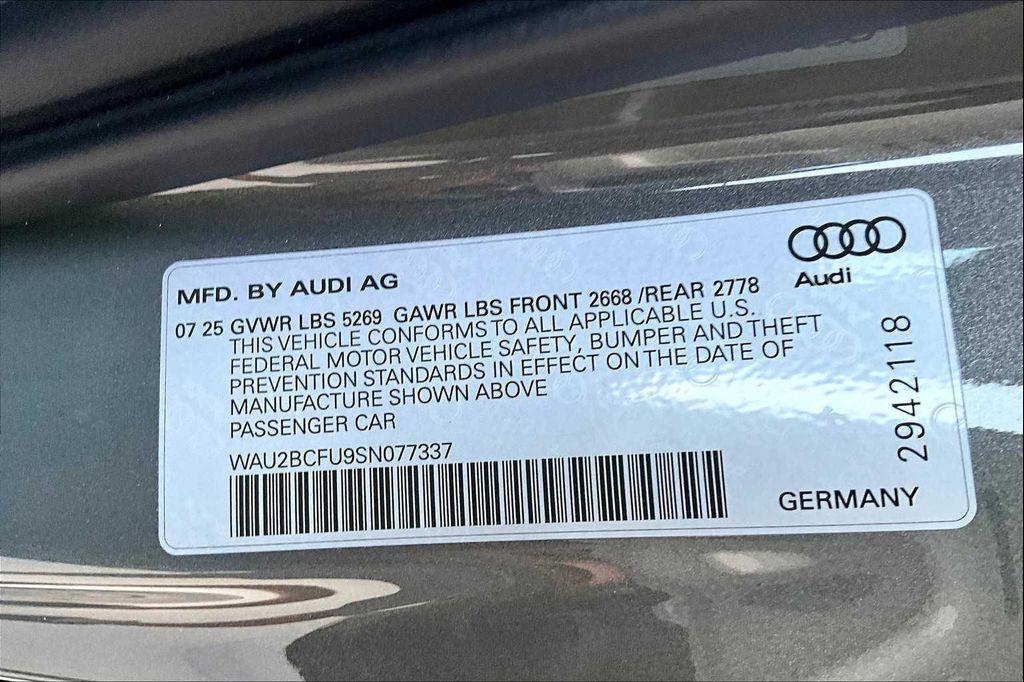 MFD. BY AUDI AG
Audi
07 25 GVWR LBS 5269 GAWR LBS FRONT 2668 /REAR 2778
THIS VEHICLE CONFORMS TO ALL APPLICABLE U.S.
FEDERAL MOTOR VEHICLE SAFETY, BUMPER AND THEFT
PREVENTION STANDARDS IN EFFECT ON THE DATE OF
MANUFACTURE SHOWN ABOVE
PASSENGER CAR
WAU2BCFU9SN077337
2942118
GERMANY